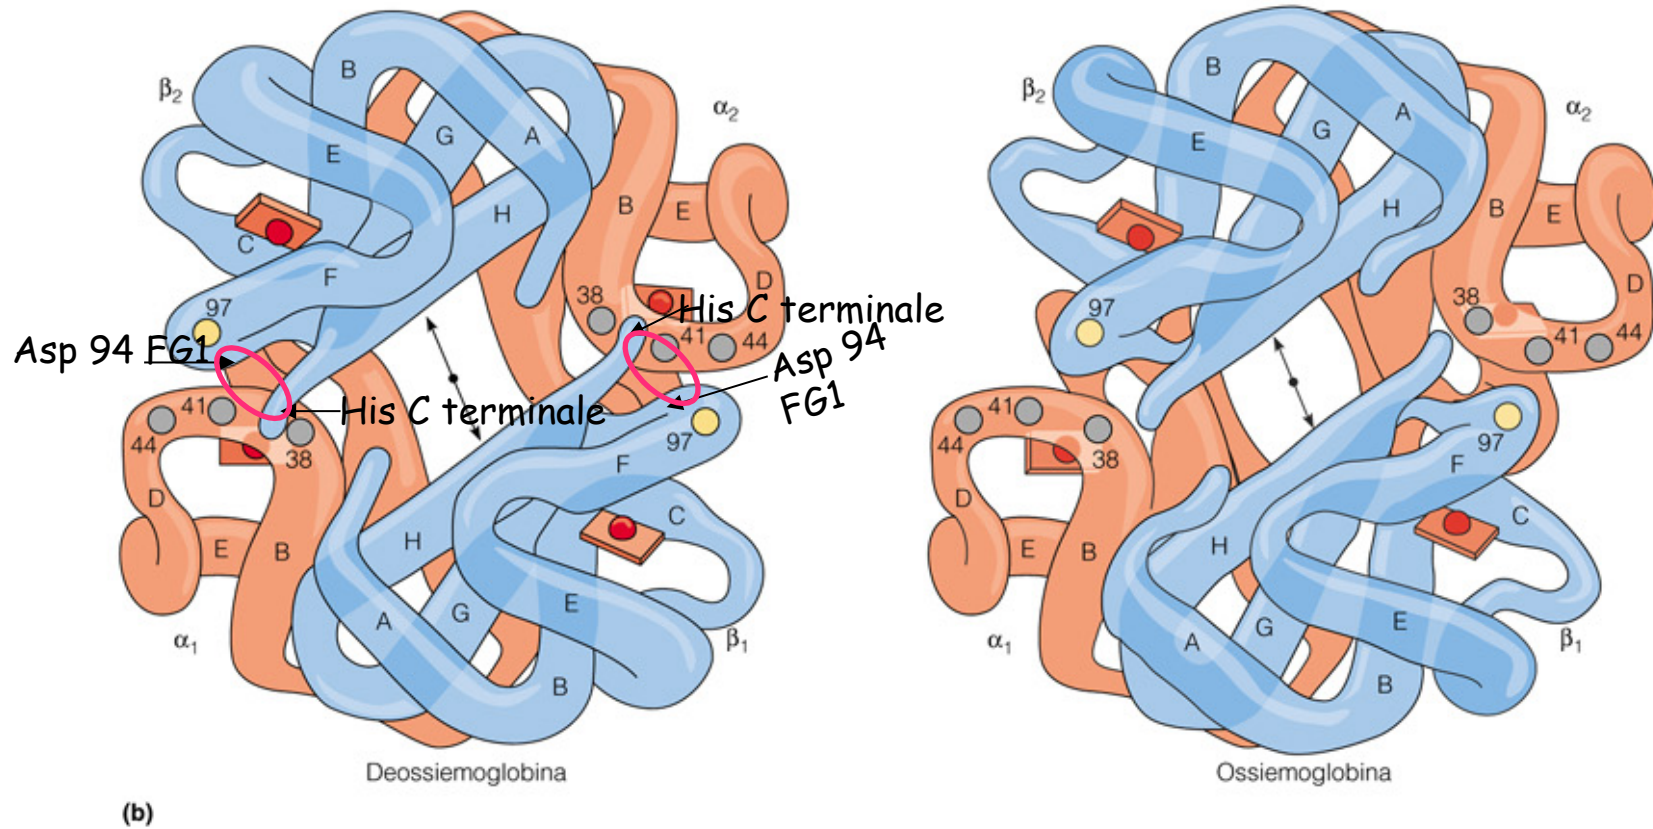 B
β2
G
A
α2
E
H
B
E
C
F
D
97
38
His C terminale
41
44
Asp 94 FG1
Asp 94
FG1
41
His C terminale
44
38
97
F
D
C
H
E
B
E
A
G
α1
β1
B
Deossiemoglobina
(b)
B
β2
A
G
α2
E
H
B
E
D
97
38
41
44
41
44
38
97
F
D
C
H
E
B
E
G
A
α1
β1
B
Ossiemoglobina